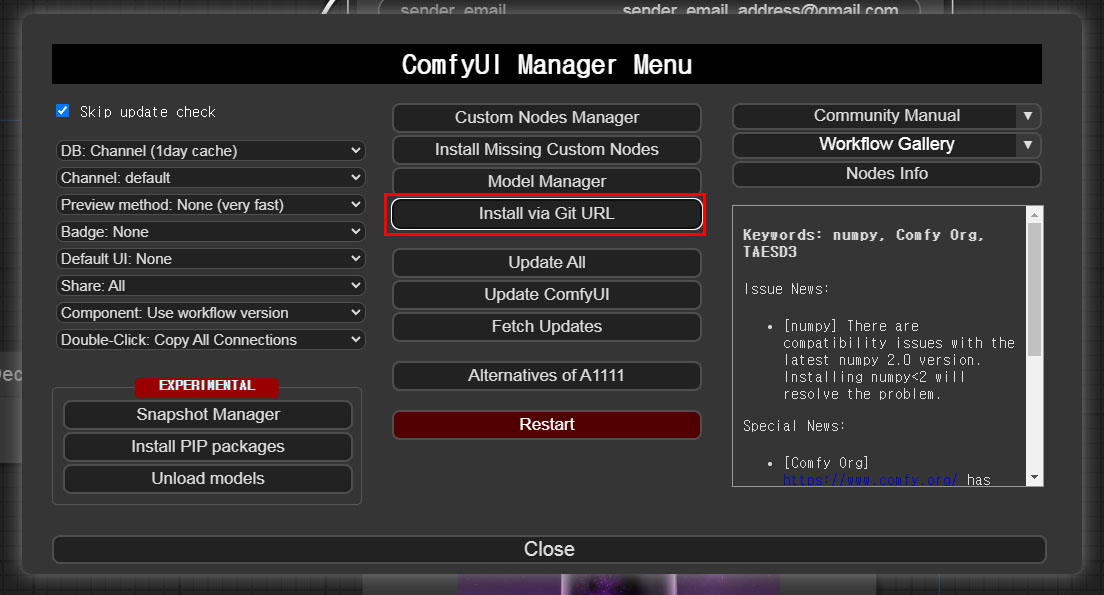 sender_email
sender_email_address@gmail.com
ComfyUI Manager Menu
Skip update check
DB: Channel (1day cache)
Channel: default
Preview method: None (very fast)
Badge: None
Default UI: None
Share: All
Component: Use workflow version
Double-Click: Copy All Connections
EXPERIMENTAL
Snapshot Manager
Install PIP packages
Unload models
Custom Nodes Manager
Install Missing Custom Nodes
Model Manager
Install via Git URL
Update All
Update ComfyUI
Fetch Updates
Alternatives of A1111
Restart
Community Manual
Workflow Gallery
Nodes Info
Keywords: numpy, Comfy Org,
TAESD3
Issue News:
• [numpy] There are
compatibility issues with the
latest numpy 2.0 version.
Installing numpy<2 will
resolve the problem.
Special News:
• [Comfy Org]
https://www.comfy.org/ has
Close